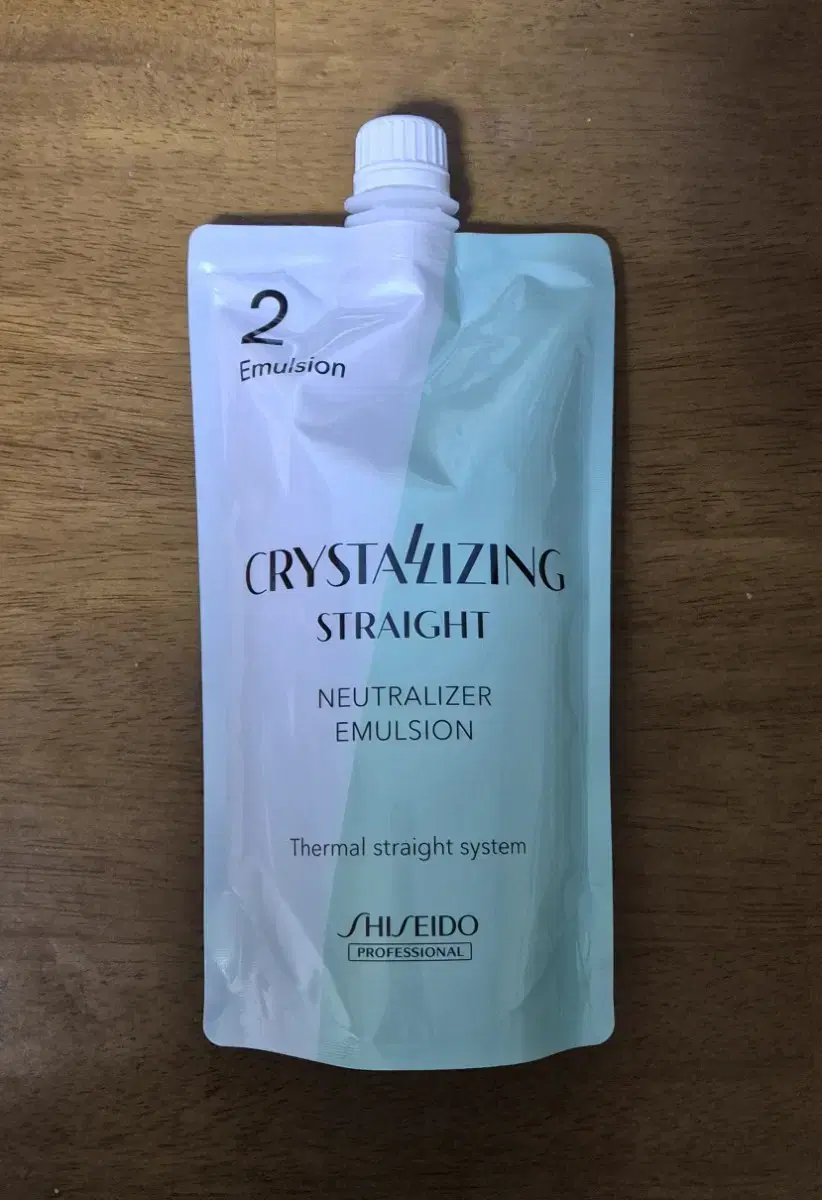 2
Emulsion
CRYSTALLIZING
STRAIGHT
NEUTRALIZER
EMULSION
Thermal straight system
SHISEIDO
PROFESSIONAL